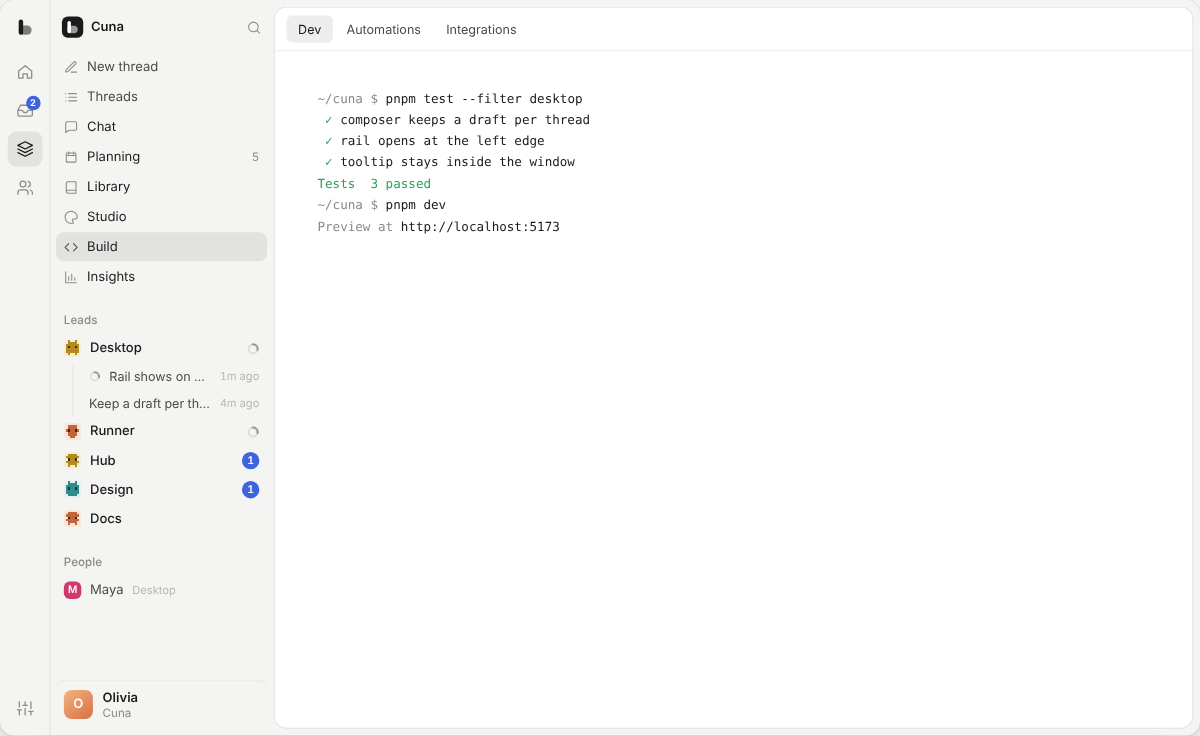 Cuna
2
New thread
Threads
Chat
Planning 5
Library
Studio
Build
Insights
Leads
Desktop
Rail shows on ... 1m ago
Keep a draft per th... 4m ago
Runner
Hub 1
Design 1
Docs
People
M Maya Desktop
O Olivia
Cuna
Dev Automations Integrations
~/cuna $ pnpm test --filter desktop
✓ composer keeps a draft per thread
✓ rail opens at the left edge
✓ tooltip stays inside the window
Tests 3 passed
~/cuna $ pnpm dev
Preview at http://localhost:5173